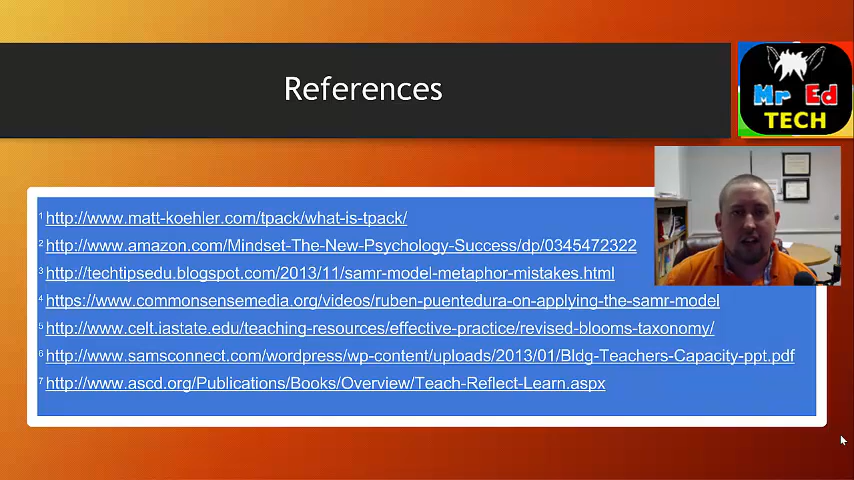 References
Mr Ed
TECH
1 http://www.matt-koehler.com/tpack/what-is-tpack/
2 http://www.amazon.com/Mindset-The-New-Psychology-Success/dp/0345472322
3 http://techtipsedu.blogspot.com/2013/11/samr-model-metaphor-mistakes.html
4 https://www.commonsensemedia.org/videos/ruben-puentedura-on-applying-the-samr-model
5 http://www.celt.iastate.edu/teaching-resources/effective-practice/revised-blooms-taxonomy/
6 http://www.samsconnect.com/wordpress/wp-content/uploads/2013/01/Bldg-Teachers-Capacity-ppt.pdf
7 http://www.ascd.org/Publications/Books/Overview/Teach-Reflect-Learn.aspx